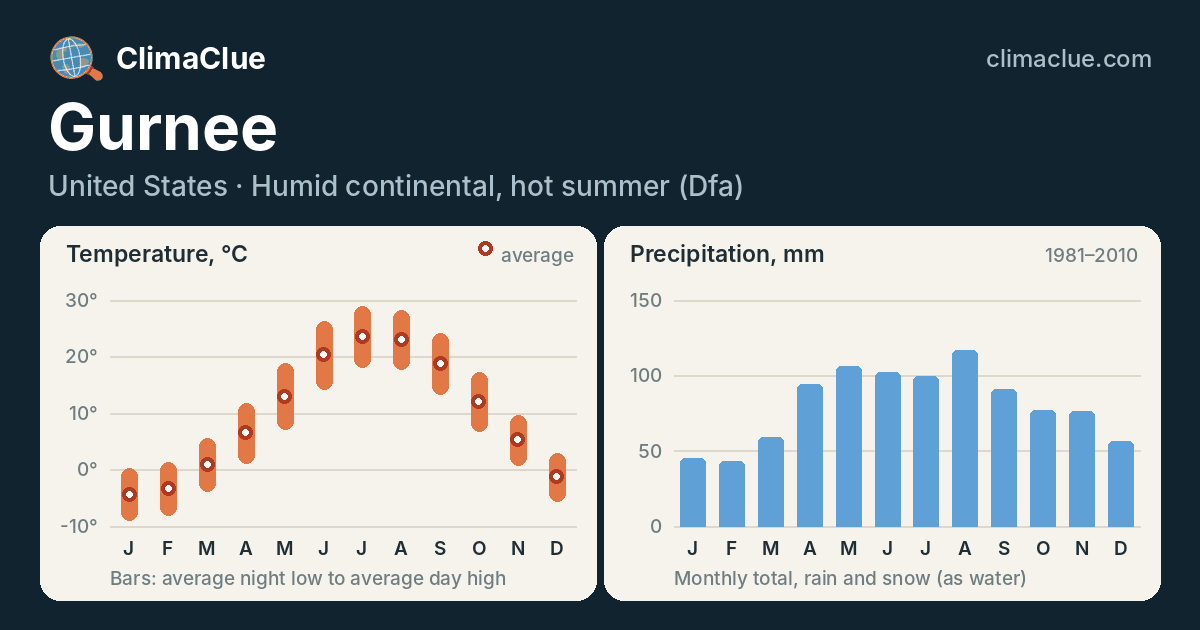 ClimaClue
climaclue.com
Gurnee
United States · Humid continental, hot summer (Dfa)
Temperature, °C
average
30°
20°
10°
0°
-10°
J F M A M J J A S O N D
Bars: average night low to average day high
Precipitation, mm
1981–2010
150
100
50
0
J F M A M J J A S O N D
Monthly total, rain and snow (as water)